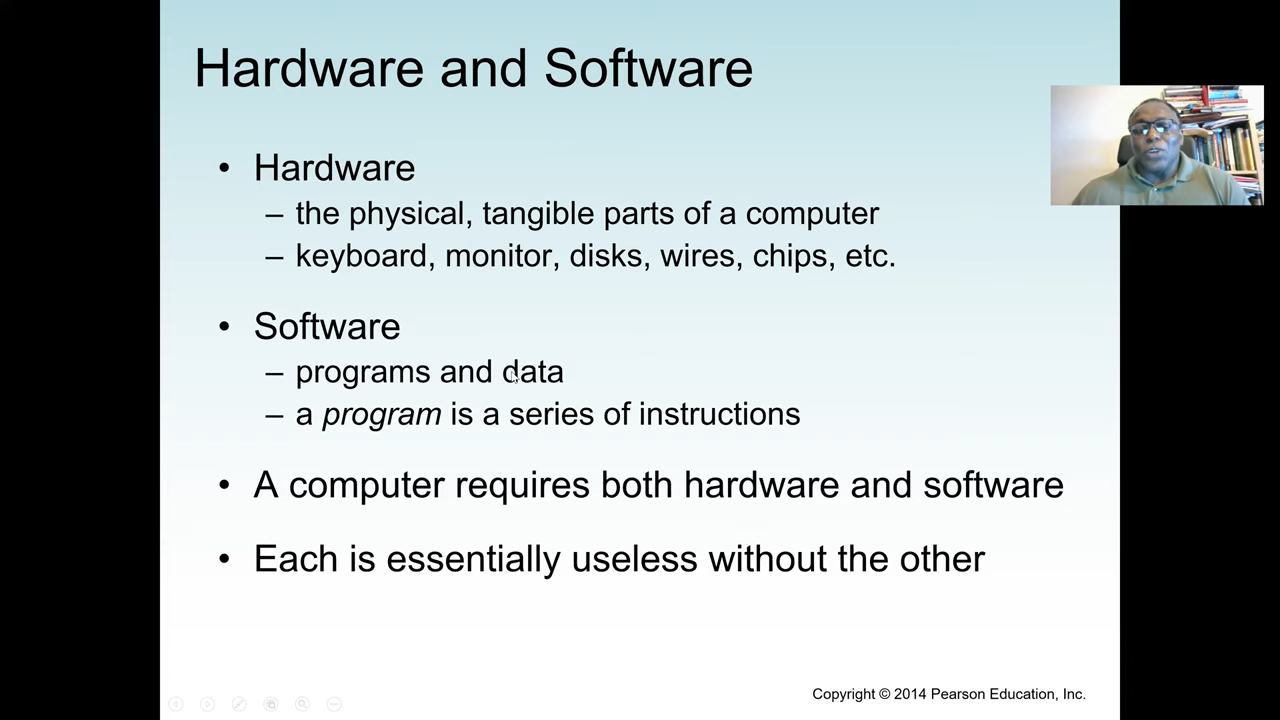 Hardware and Software
• Hardware
– the physical, tangible parts of a computer
– keyboard, monitor, disks, wires, chips, etc.
• Software
– programs and data
– a program is a series of instructions
• A computer requires both hardware and software
• Each is essentially useless without the other
Copyright © 2014 Pearson Education, Inc.